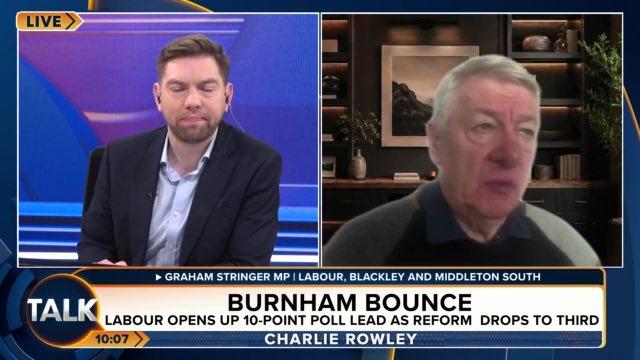 LIVE
GRAHAM STRINGER MP | LABOUR, BLACKLEY AND MIDDLETON SOUTH
BURNHAM BOUNCE
LABOUR OPENS UP 10-POINT POLL LEAD AS REFORM DROPS TO THIRD
TALK
10:07
CHARLIE ROWLEY